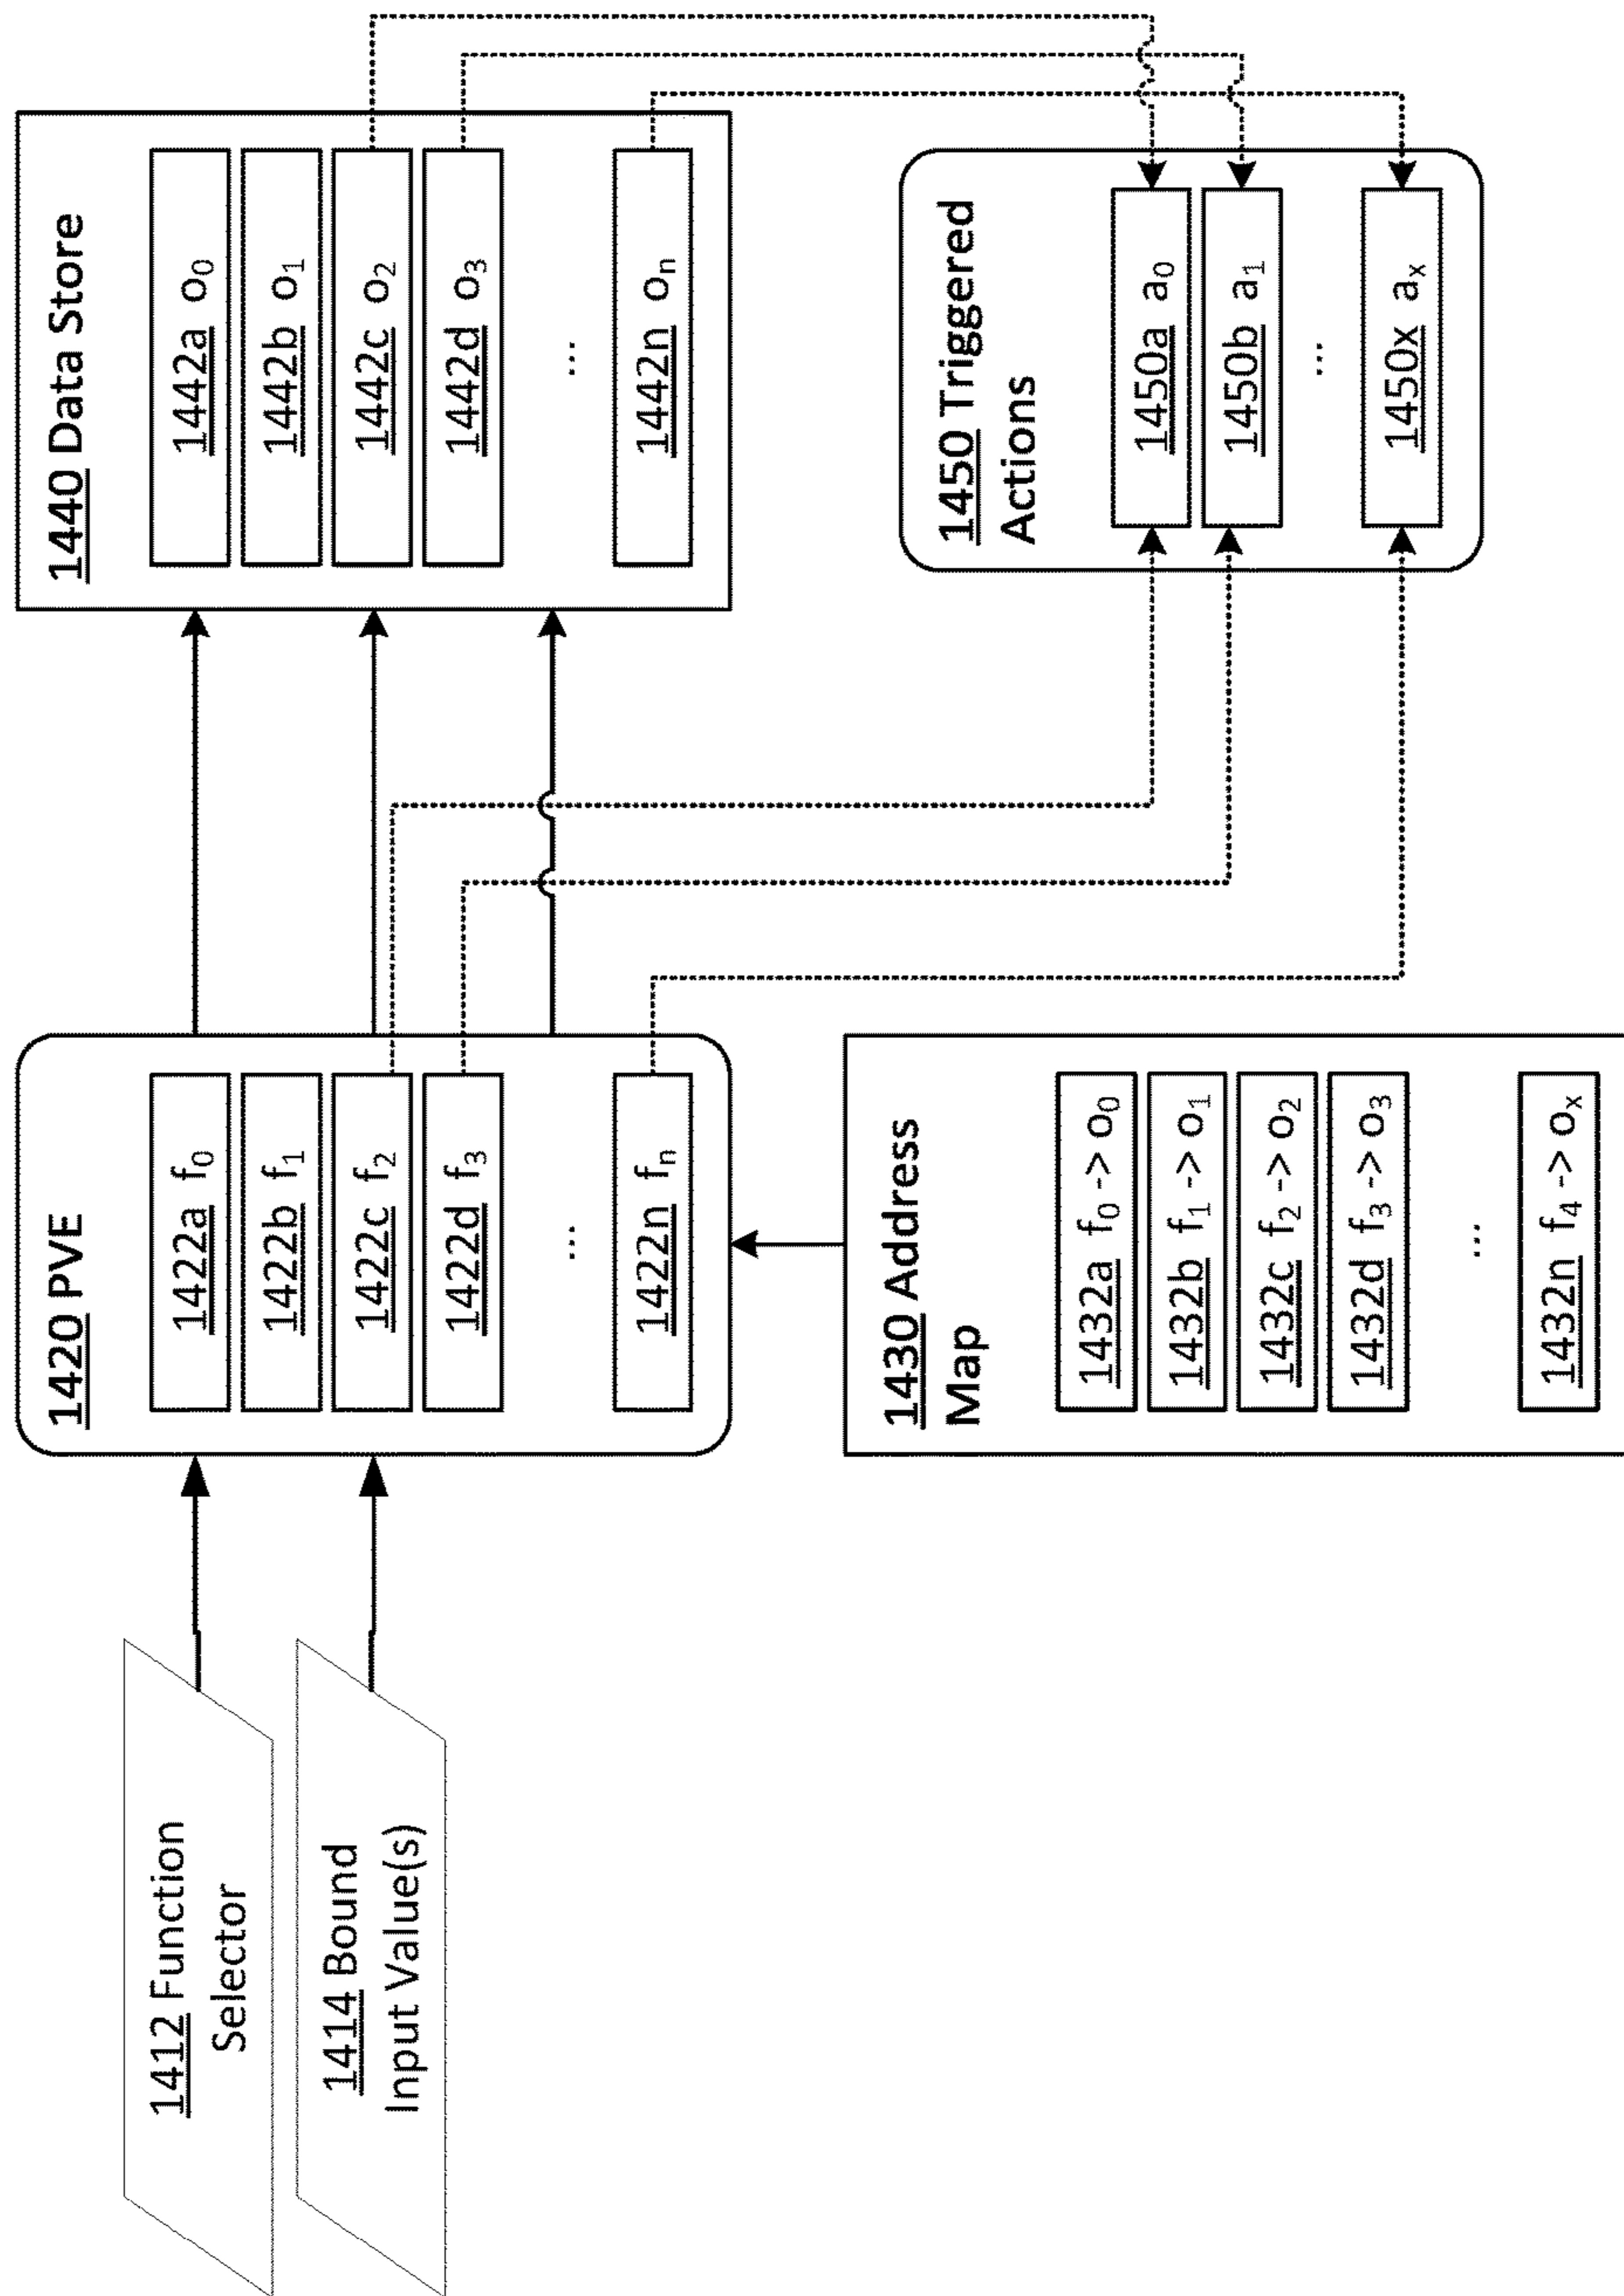 1412 Function
Selector
1414 Bound
Input Value(s)
1420 PVE
1422a f₀
1422b f₁
1422c f₂
1422d f₃
...
1422n fₙ
1430 Address
Map
1432a f₀ -> o₀
1432b f₁ -> o₁
1432c f₂ -> o₂
1432d f₃ -> o₃
...
1432n f₄ -> oₓ
1440 Data Store
1442a o₀
1442b o₁
1442c o₂
1442d o₃
...
1442n oₙ
1450 Triggered
Actions
1450a a₀
1450b a₁
...
1450x aₓ